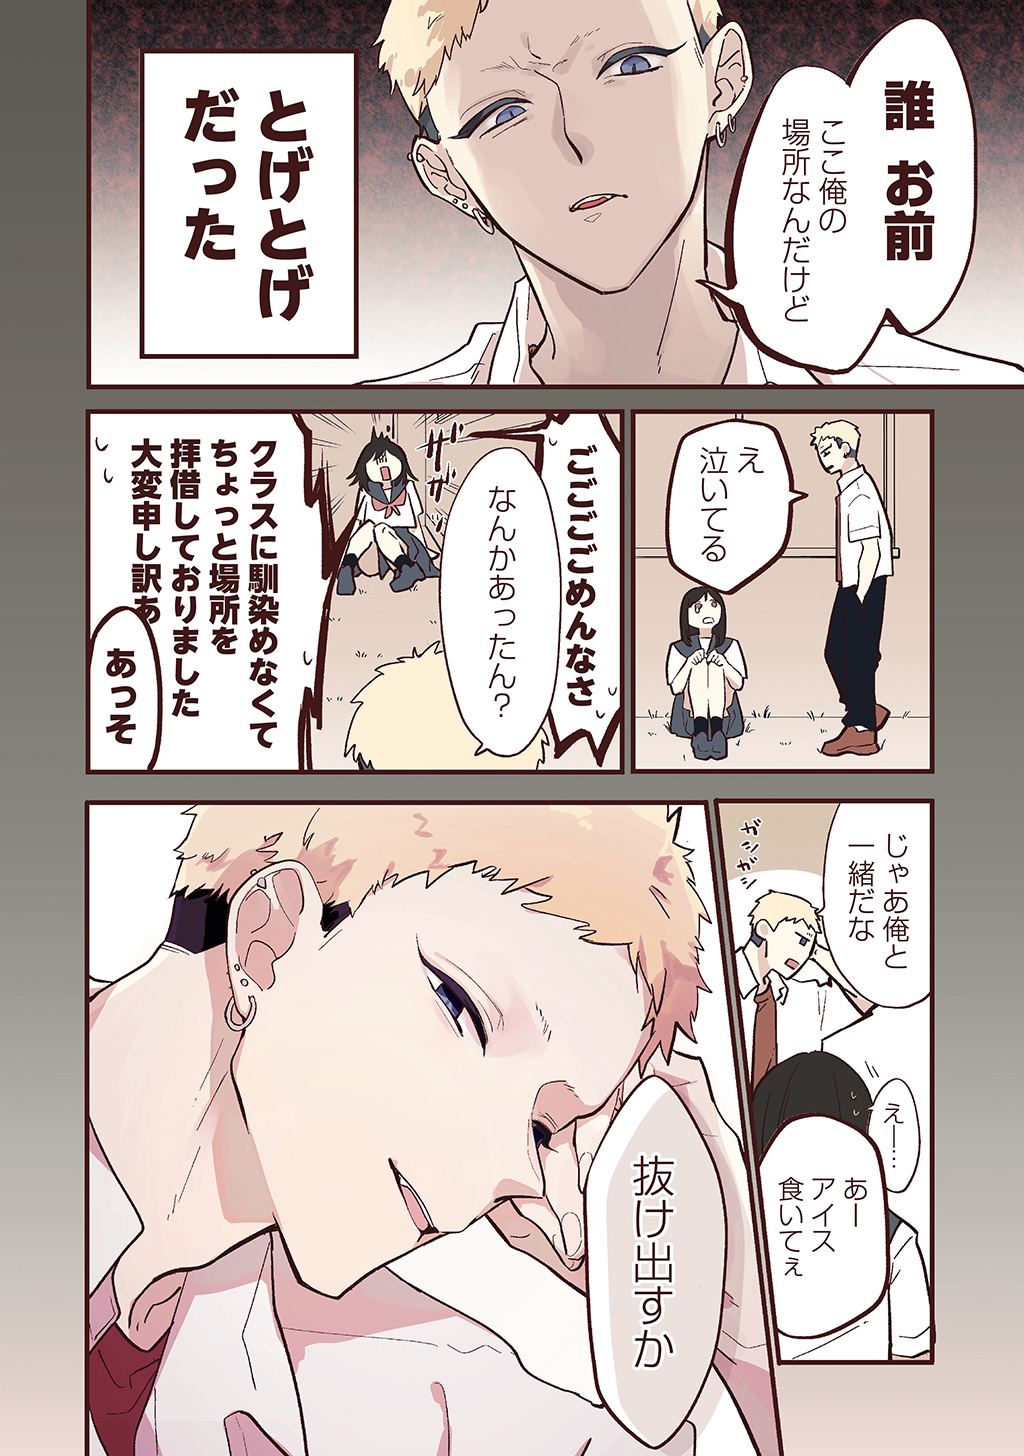 誰 お前
ここ俺の
場所なんだけど
とげとげ
だった
え
泣いてる
ごごごごめんなさ
なんかあったん?
クラスに馴染めなくて
ちょっと場所を
拝借しておりました
大変申し訳あ
あっそ
じゃあ俺と
一緒だな
ガシガシ
えー…
あー
アイス
食いてぇ
抜け出すか